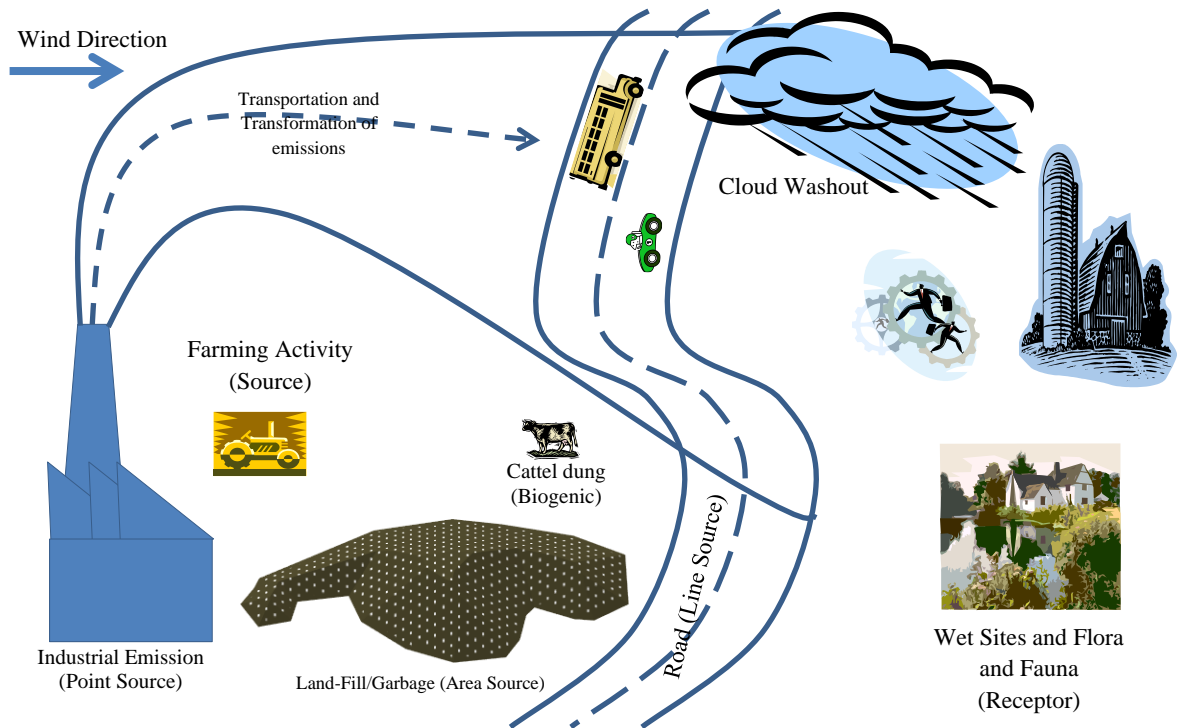 Wind Direction
Transportation and
Transformation of
emissions
Cloud Washout
Farming Activity
(Source)
Cattel dung
(Biogenic)
Road (Line Source)
Industrial Emission
(Point Source)
Land-Fill/Garbage (Area Source)
Wet Sites and Flora
and Fauna
(Receptor)